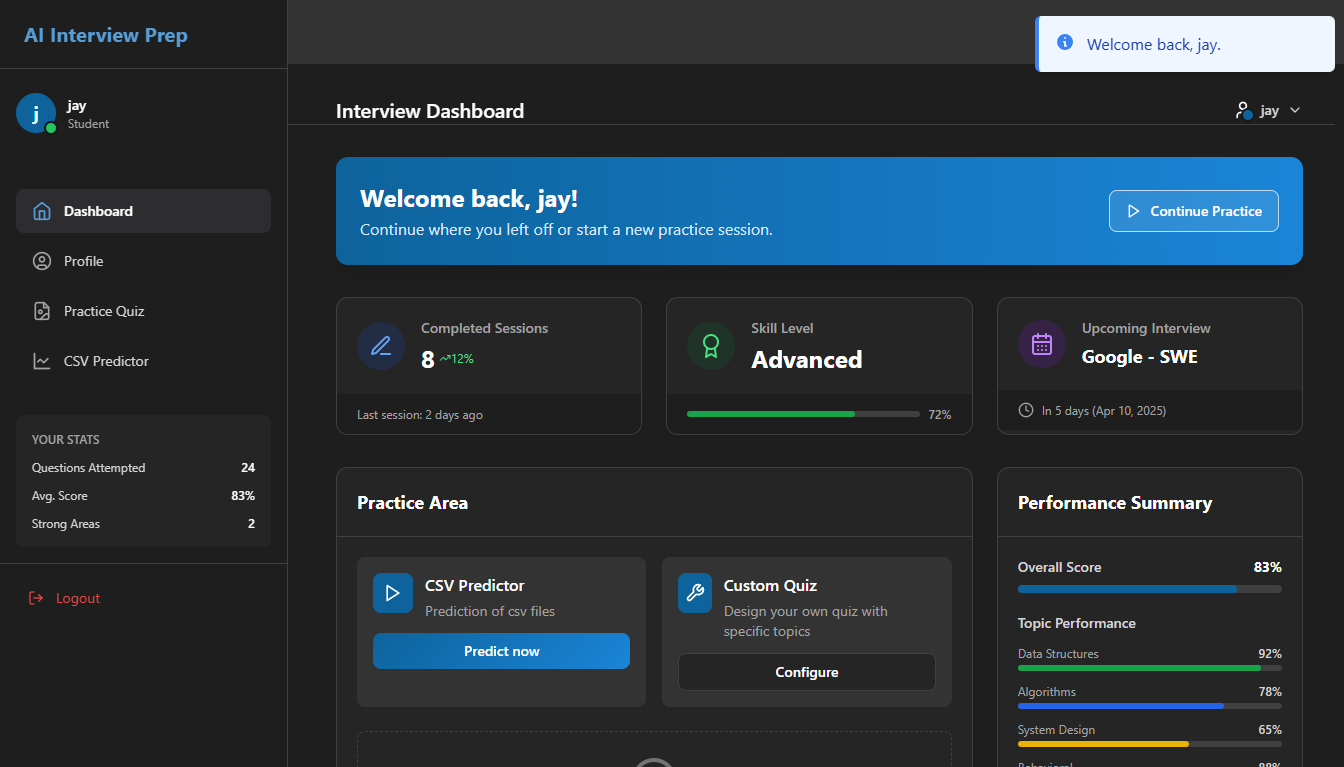 AI Interview Prep
j
jay
Student
Dashboard
Profile
Practice Quiz
CSV Predictor
YOUR STATS
Questions Attempted 24
Avg. Score 83%
Strong Areas 2
Logout
Welcome back, jay.
Interview Dashboard
jay
Welcome back, jay!
Continue where you left off or start a new practice session.
Continue Practice
Completed Sessions
8 12%
Last session: 2 days ago
Skill Level
Advanced
72%
Upcoming Interview
Google - SWE
In 5 days (Apr 10, 2025)
Practice Area
CSV Predictor
Prediction of csv files
Predict now
Custom Quiz
Design your own quiz with
specific topics
Configure
Performance Summary
Overall Score 83%
Topic Performance
Data Structures 92%
Algorithms 78%
System Design 65%
Behavioral 88%